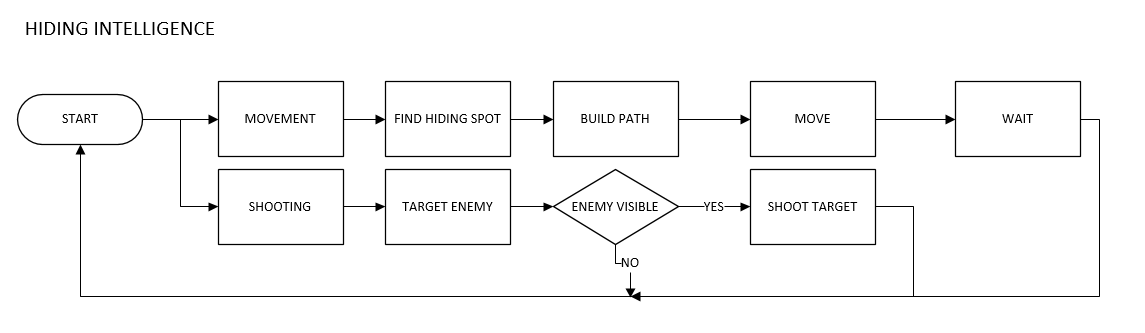 HIDING INTELLIGENCE
START
MOVEMENT
FIND HIDING SPOT
BUILD PATH
MOVE
WAIT
SHOOTING
TARGET ENEMY
ENEMY VISIBLE
YES
SHOOT TARGET
NO